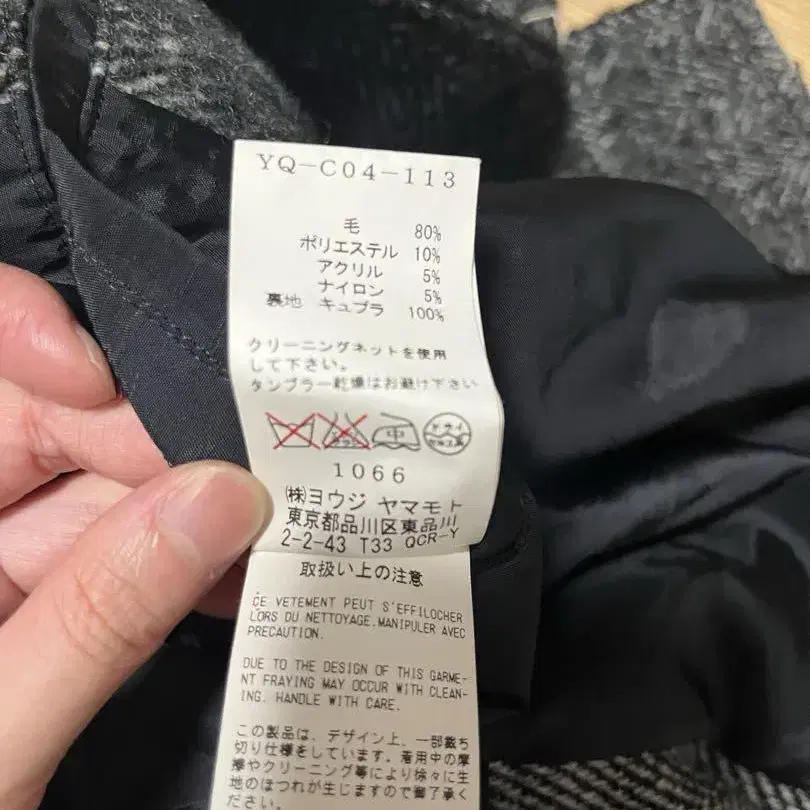 YQ-C04-113
毛 80%
ポリエステル 10%
アクリル 5%
ナイロン 5%
裏地 キュプラ 100%
クリーニングネットを使用
して下さい。
タンブラー乾燥はお避け下さい
中 ドライ
1066
㈱ヨウジ ヤマモト
東京都品川区東品川
2-2-43 T33 QCR-Y
取扱い上の注意
CE VETEMENT PEUT S'EFFILOCHER
LORS DU NETTOYAGE.MANIPULER AVEC
PRECAUTION.
DUE TO THE DESIGN OF THIS GARME-
NT FRAYING MAY OCCUR WITH CLEAN-
ING. HANDLE WITH CARE.
この製品は、デザイン上、一部裁ち
切り仕様をしています。着用中の摩
擦やクリーニング等により徐々に生
地のほつれが生じますので御了承く
ださい。